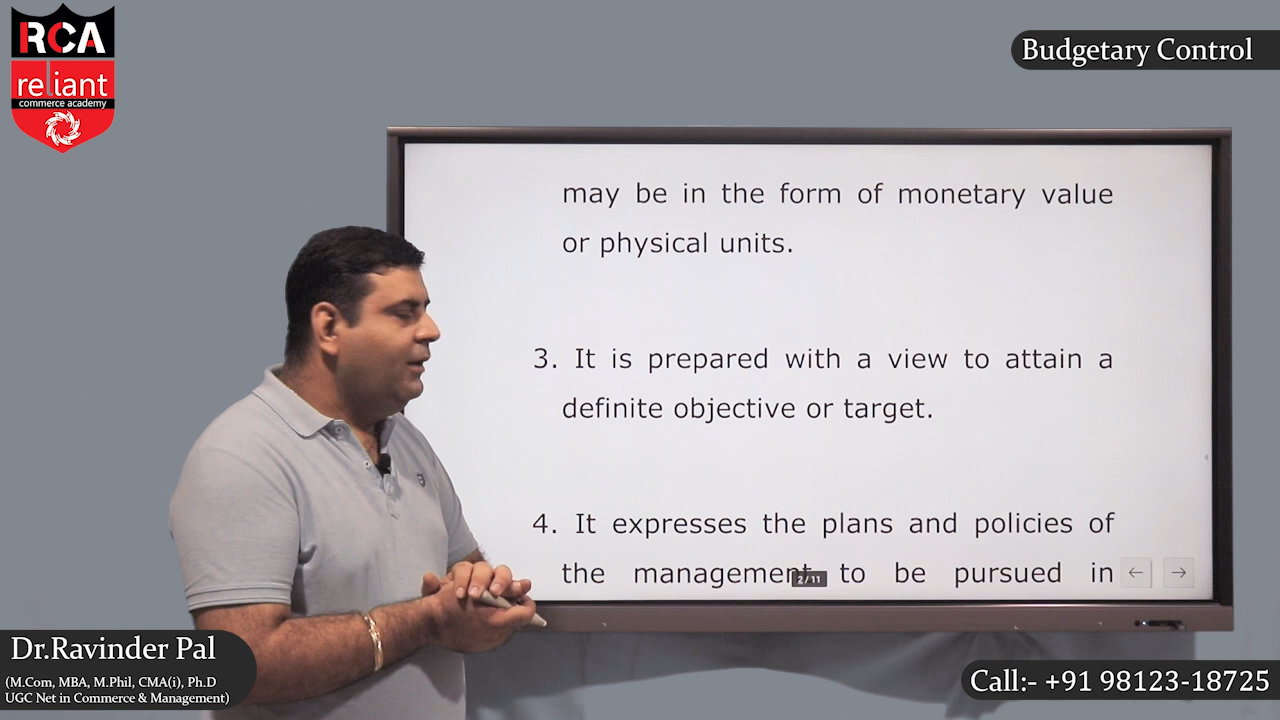 RCA
reliant
commerce academy
Budgetary Control
may be in the form of monetary value
or physical units.
3. It is prepared with a view to attain a
definite objective or target.
4. It expresses the plans and policies of
the management to be pursued in
2/11
Dr.Ravinder Pal
(M.Com, MBA, M.Phil, CMA(i), Ph.D
UGC Net in Commerce & Management)
Call:- +91 98123-18725